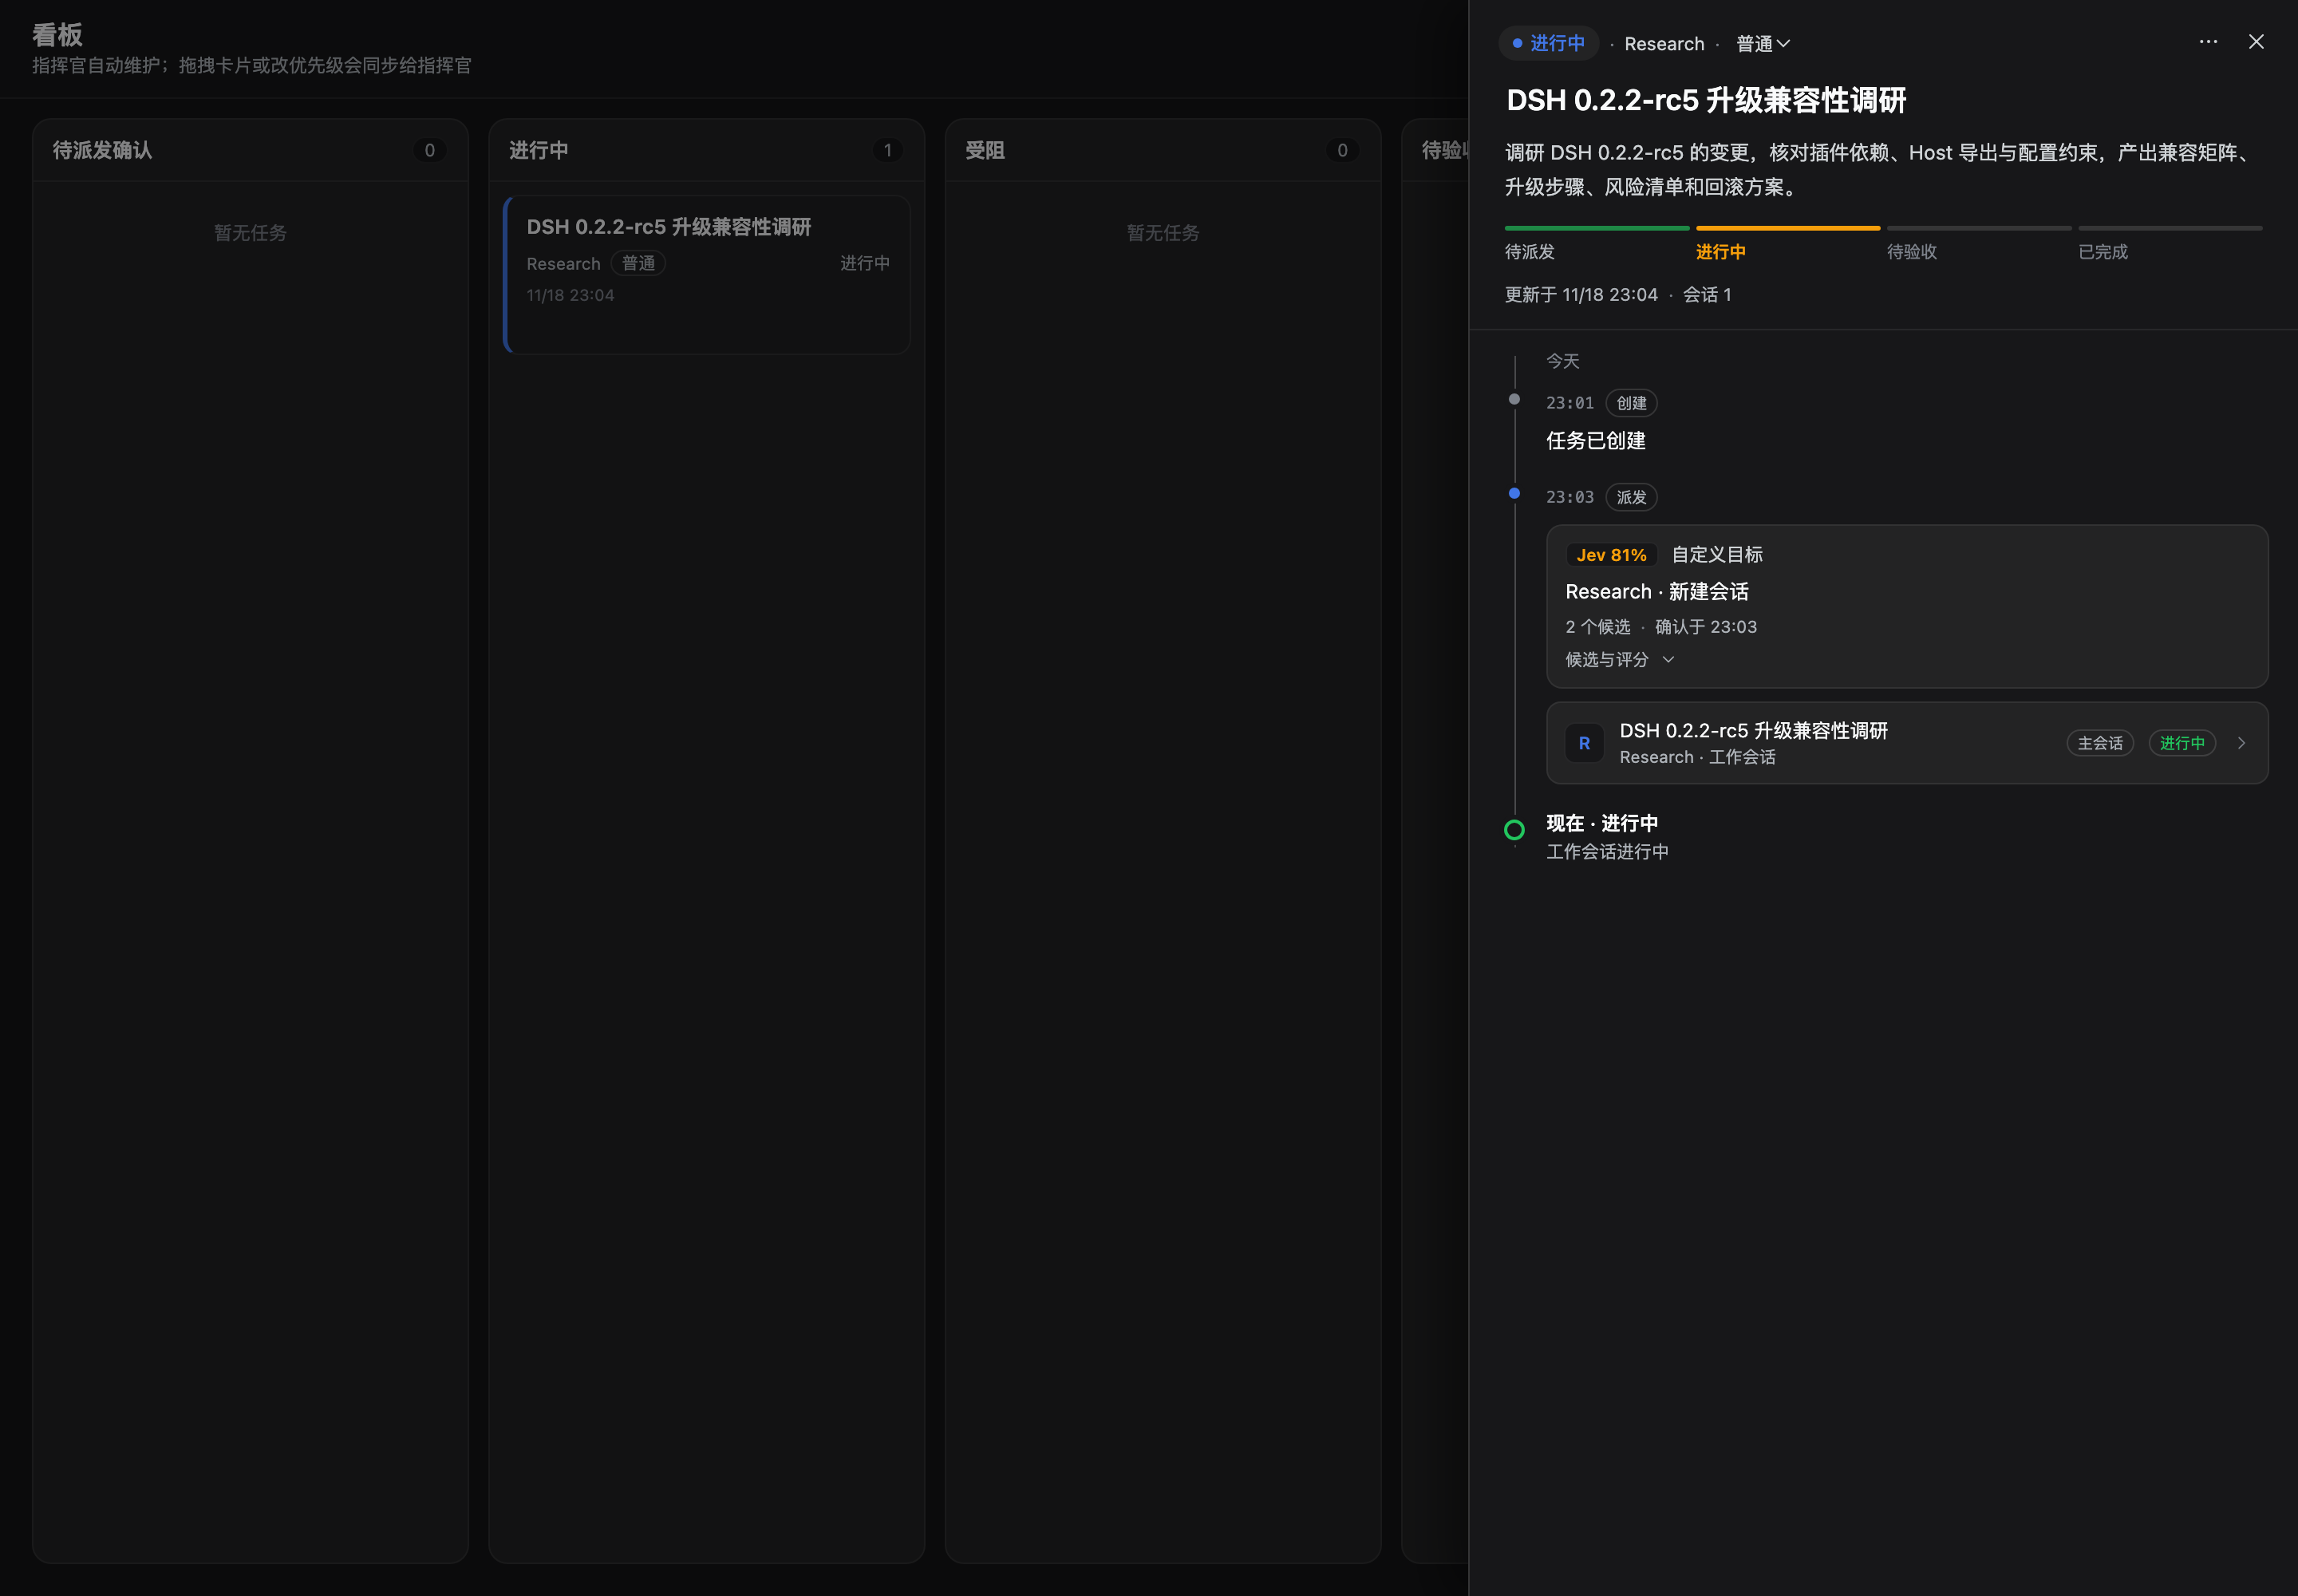 看板
指挥官自动维护；拖拽卡片或改优先级会同步给指挥官
待派发确认 0
暂无任务
进行中 1
DSH 0.2.2-rc5 升级兼容性调研
Research 普通 进行中
11/18 23:04
受阻 0
暂无任务
待验
进行中 · Research · 普通
DSH 0.2.2-rc5 升级兼容性调研
调研 DSH 0.2.2-rc5 的变更，核对插件依赖、Host 导出与配置约束，产出兼容矩阵、
升级步骤、风险清单和回滚方案。
待派发 进行中 待验收 已完成
更新于 11/18 23:04 · 会话 1
今天
23:01 创建
任务已创建
23:03 派发
Jev 81% 自定义目标
Research · 新建会话
2 个候选 · 确认于 23:03
候选与评分
R
DSH 0.2.2-rc5 升级兼容性调研
Research · 工作会话
主会话 进行中
现在 · 进行中
工作会话进行中